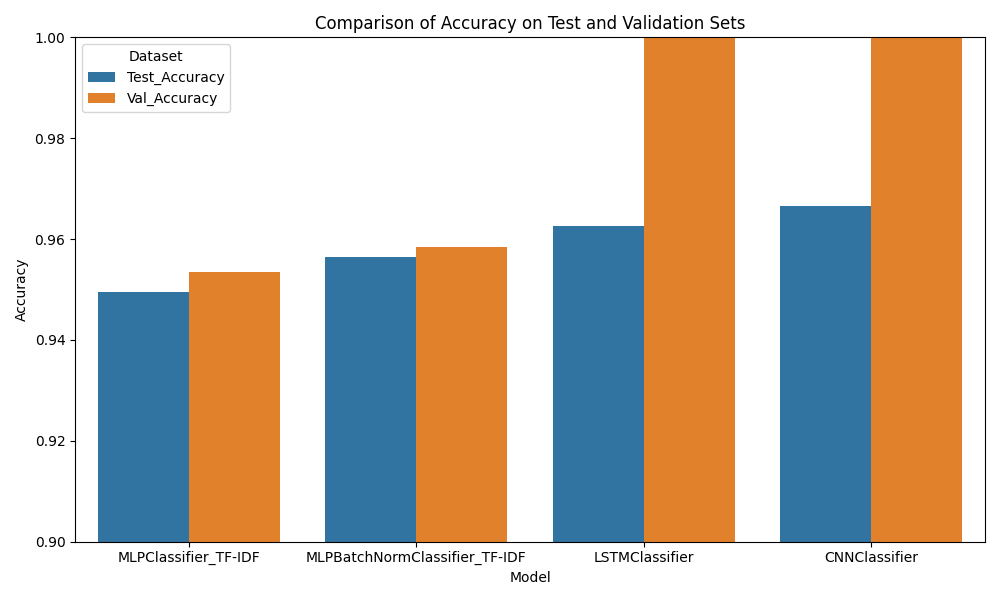 Comparison of Accuracy on Test and Validation Sets
Dataset
Test_Accuracy
Val_Accuracy
Accuracy
1.00
0.98
0.96
0.94
0.92
0.90
MLPClassifier_TF-IDF MLPBatchNormClassifier_TF-IDF LSTMClassifier CNNClassifier
Model